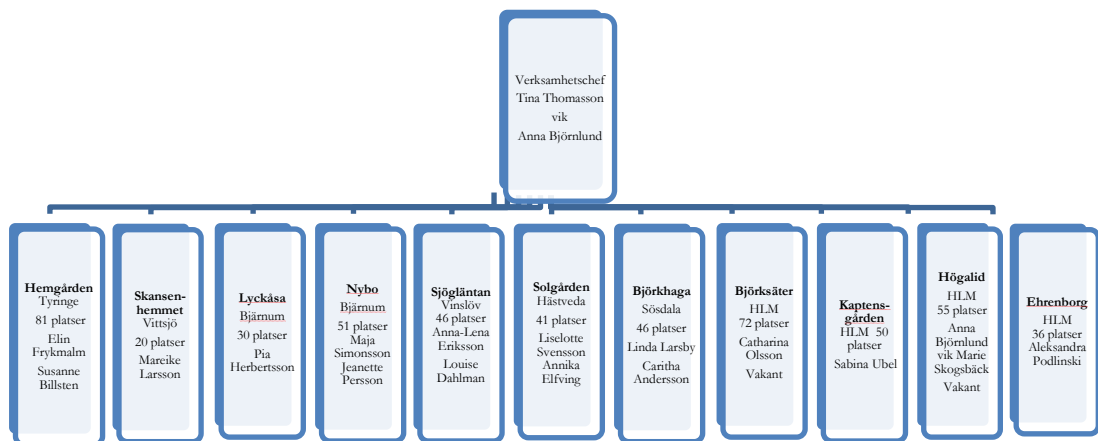 Verksamhetschef
Tina Thomasson
vik
Anna Björnlund
Hemgården
Tyringe
81 platser
Elin
Frykmalm
Susanne
Billsten
Skansen-
hemmet
Vittsjö
20 platser
Mareike
Larsson
Lyckåsa
Bjärnum
30 platser
Pia
Herbertsson
Nybo
Bjärnum
51 platser
Maja
Simonsson
Jeanette
Persson
Sjögläntan
Vinslöv
46 platser
Anna-Lena
Eriksson
Louise
Dahlman
Solgården
Hästveda
41 platser
Liselotte
Svensson
Annika
Elfving
Björkhaga
Sösdala
46 platser
Linda Larsby
Caritha
Andersson
Björksäter
HLM
72 platser
Catharina
Olsson
Vakant
Kaptens-
gården
HLM 50
platser
Sabina Ubel
Högalid
HLM
55 platser
Anna
Björnlund
vik Marie
Skogsbäck
Vakant
Ehrenborg
HLM
36 platser
Aleksandra
Podlinski